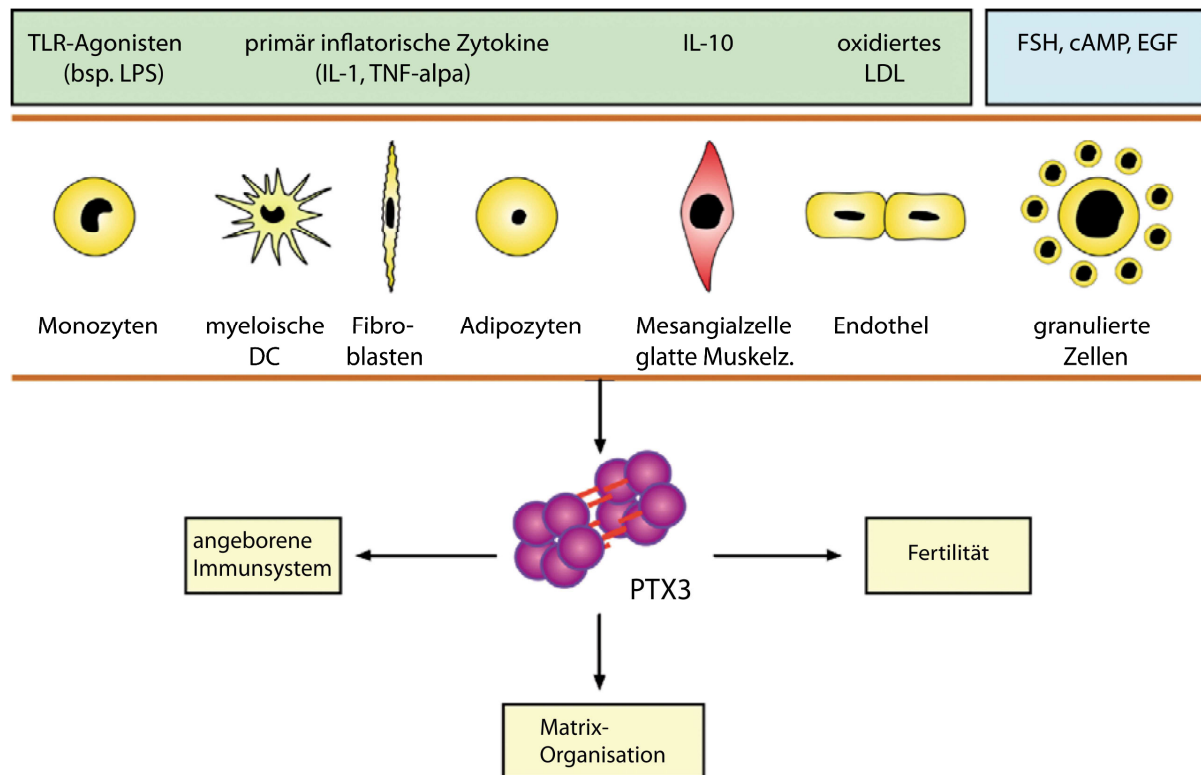 TLR-Agonisten
(bsp. LPS)
primär inflatorische Zytokine
(IL-1, TNF-alpa)
IL-10
oxidiertes
LDL
FSH, cAMP, EGF
Monozyten
myeloische
DC
Fibro-
blasten
Adipozyten
Mesangialzelle
glatte Muskelz.
Endothel
granulierte
Zellen
angeborene
Immunsystem
PTX3
Fertilität
Matrix-
Organisation